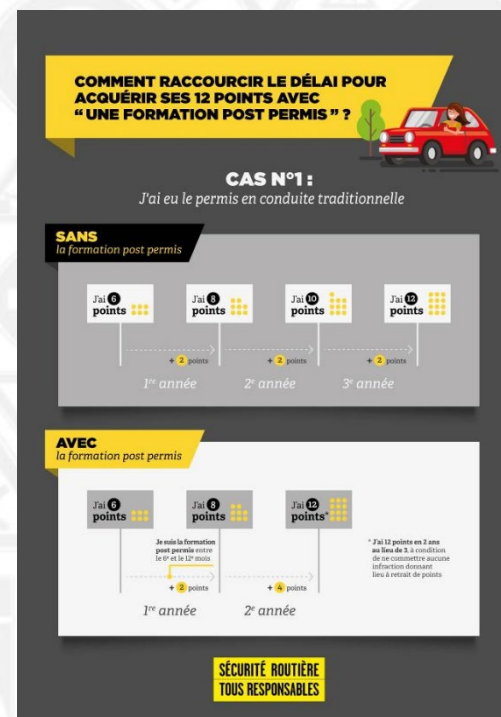 COMMENT RACCOURCIR LE DÉLAI POUR
ACQUÉRIR SES 12 POINTS AVEC
“ UNE FORMATION POST PERMIS ” ?
CAS N°1 :
J'ai eu le permis en conduite traditionnelle
SANS
la formation post permis
J'ai 6
points
J'ai 8
points
J'ai 10
points
J'ai 12
points
+ 2 points
+ 2 points
+ 2 points
1re année
2e année
3e année
AVEC
la formation post permis
J'ai 6
points
J'ai 8
points
J'ai 12
points*
Je suis la formation
post permis entre
le 6e et le 12e mois
+ 2 points
+ 4 points
1re année
2e année
* J'ai 12 points en 2 ans
au lieu de 3, à condition
de ne commettre aucune
infraction donnant
lieu à retrait de points
SÉCURITÉ ROUTIÈRE
TOUS RESPONSABLES